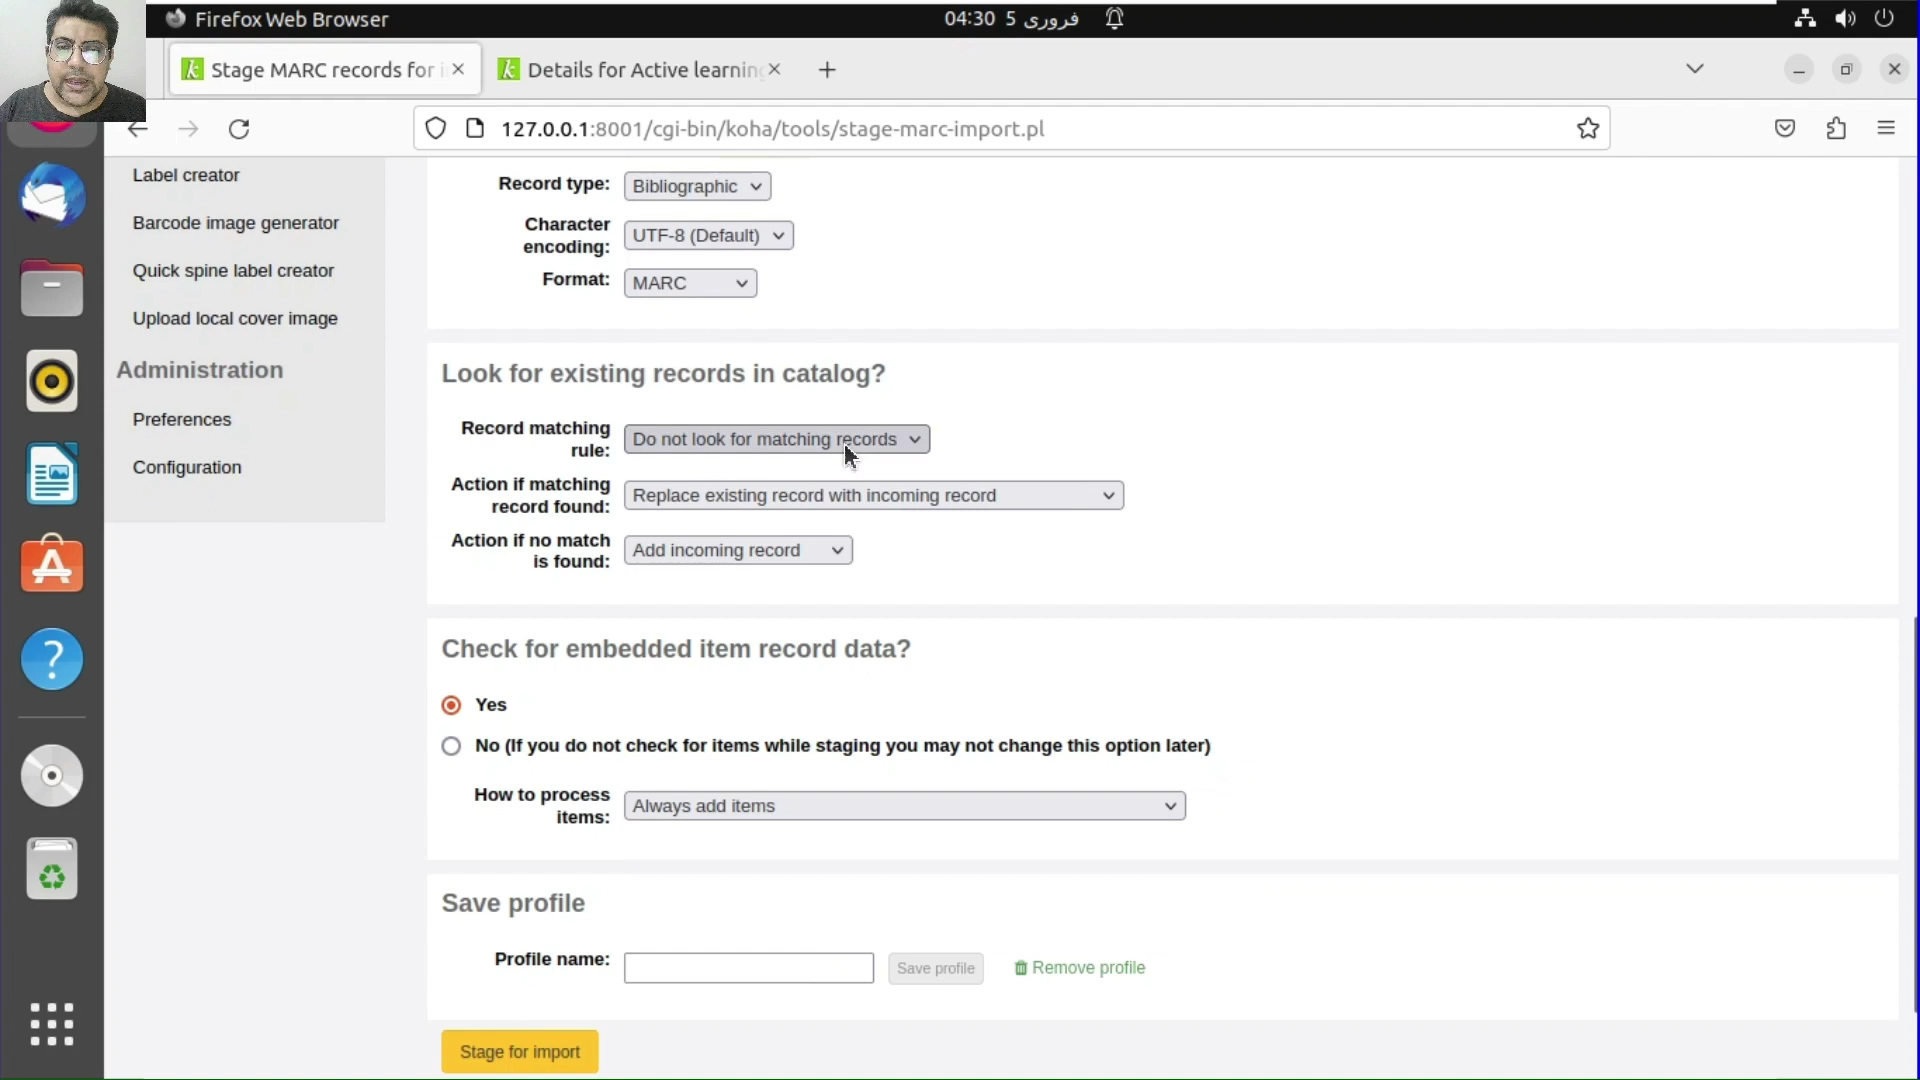 Firefox Web Browser
04:30 5 فروری
Stage MARC records for i
Details for Active learning
127.0.0.1:8001/cgi-bin/koha/tools/stage-marc-import.pl
Label creator
Barcode image generator
Quick spine label creator
Upload local cover image
Administration
Preferences
Configuration
Record type: Bibliographic
Character
encoding: UTF-8 (Default)
Format: MARC
Look for existing records in catalog?
Record matching
rule: Do not look for matching records
Action if matching
record found: Replace existing record with incoming record
Action if no match
is found: Add incoming record
Check for embedded item record data?
Yes
No (If you do not check for items while staging you may not change this option later)
How to process
items: Always add items
Save profile
Profile name: Save profile Remove profile
Stage for import